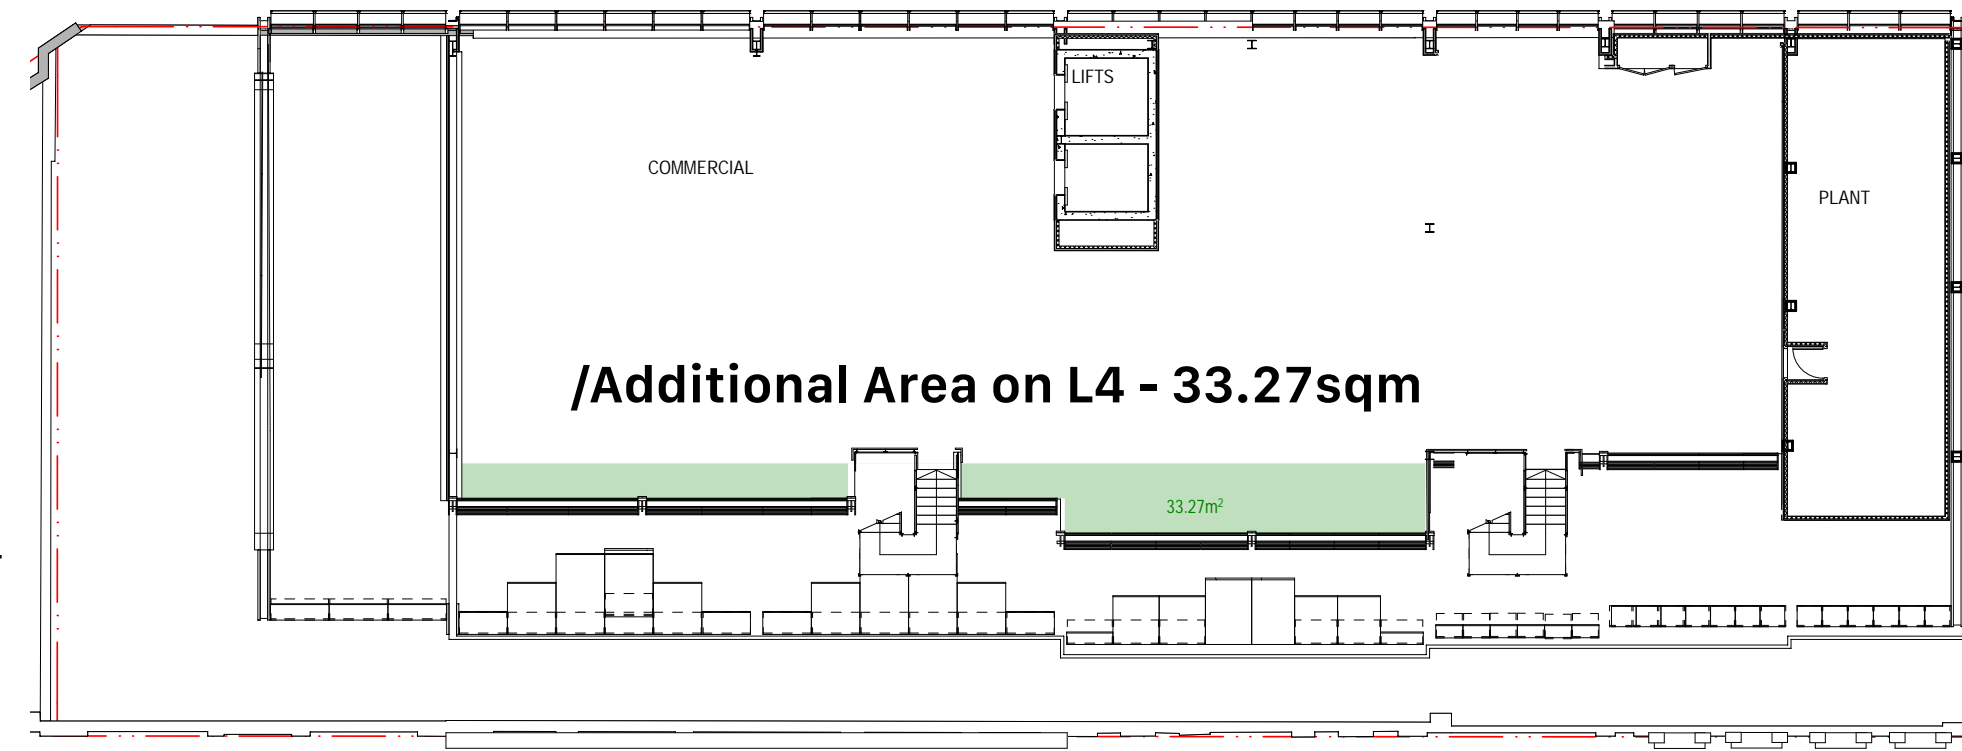 LIFTS
COMMERCIAL
PLANT
/Additional Area on L4 - 33.27sqm
33.27m²